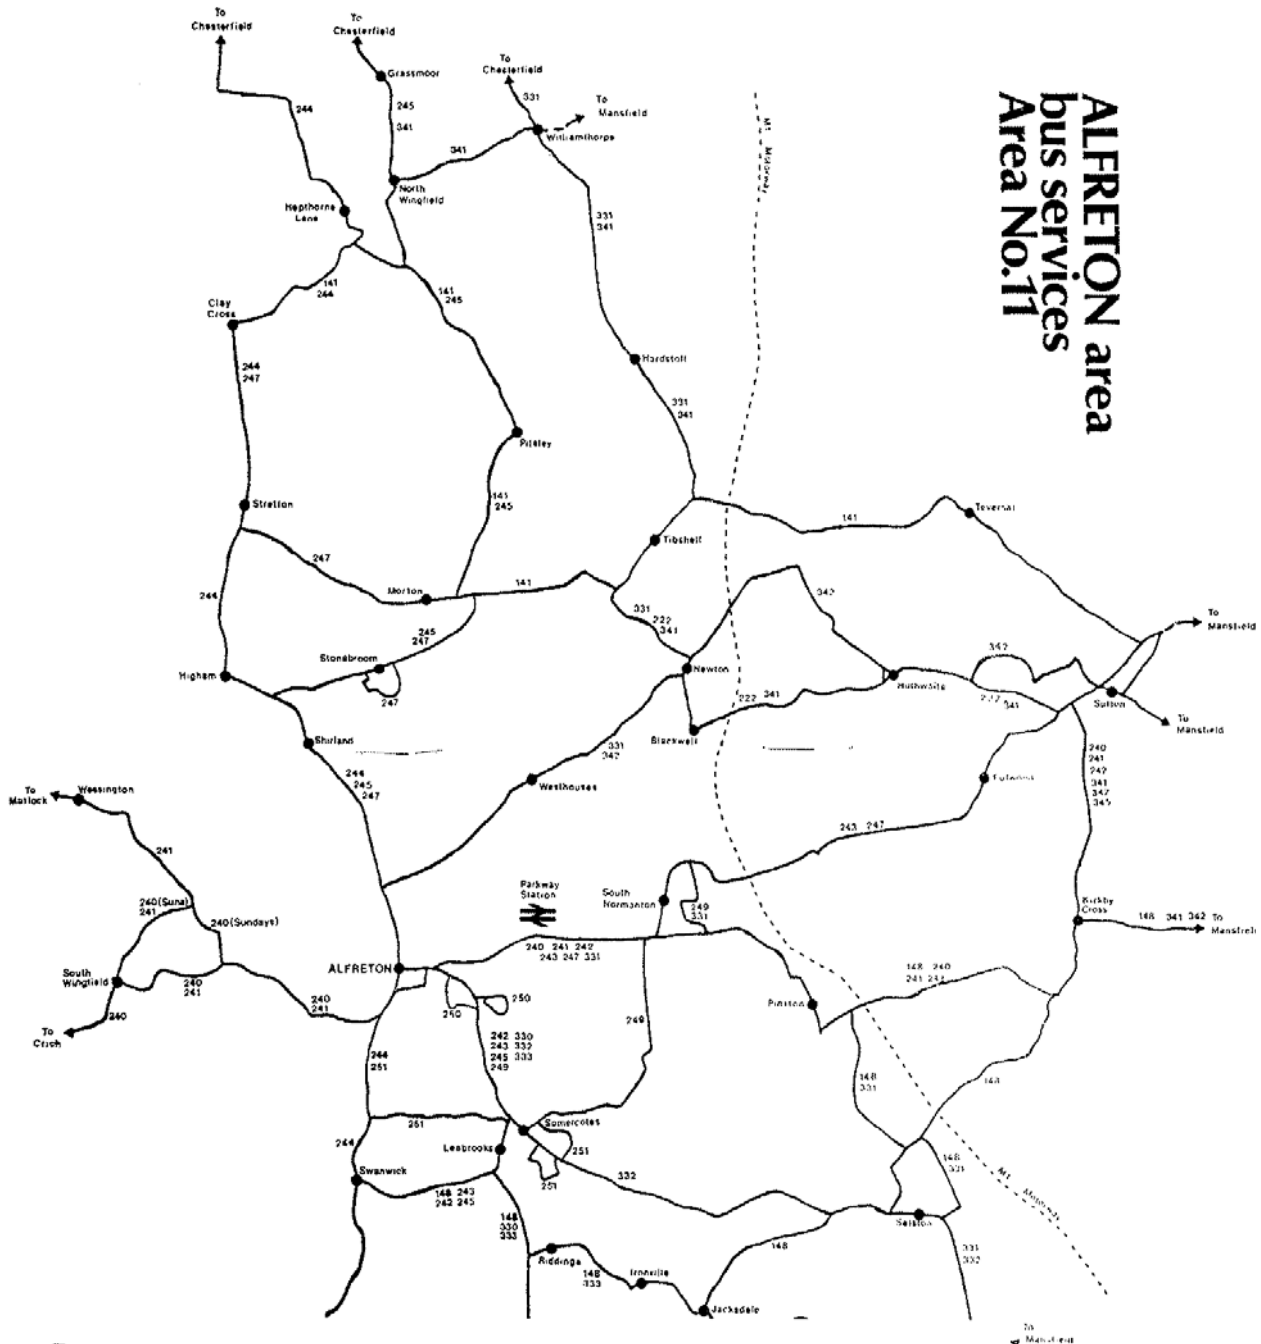 ALFRETON area
bus services
Area No.11
To
Chesterfield
To
Chesterfield
Grassmoor
To
Chesterfield
To
Mansfield
244
245
341
331
Williamthorpe
341
M1 Motorway
North
Wingfield
Hepthorne
Lane
331
341
141
244
141
245
Clay
Cross
Hardstoft
244
247
331
341
Pilsley
Stretton
141
245
141
Teversal
Tibshelf
247
141
244
Morton
331
222
341
342
To
Mansfield
245
247
Stonebroom
342
Higham
247
Newton
Huthwaite
222
341
222
341
Sutton
To
Mansfield
Shirland
Blackwell
331
342
240
241
242
341
342
345
244
245
247
Westhouses
Fulwood
To
Matlock
Wessington
243 247
241
Parkway
Station
South
Normanton
Kirkby
Cross
240(Suns)
241
240(Sundays)
249
331
148 341 342
To
Mansfield
240 241 242
243 247 331
ALFRETON
South
Wingfield
240
241
148 240
241 242
Pinxton
240
241
250
250
240
To
Crich
249
242 330
243 332
245 333
249
244
251
148
331
148
251
Somercotes
244
Leabrooks
251
148
331
Swanwick
251
332
M1 Motorway
148 243
242 245
148
330
333
Selston
Riddings
148
331
332
148
333
Ironville
Jacksdale
To
Mansfield